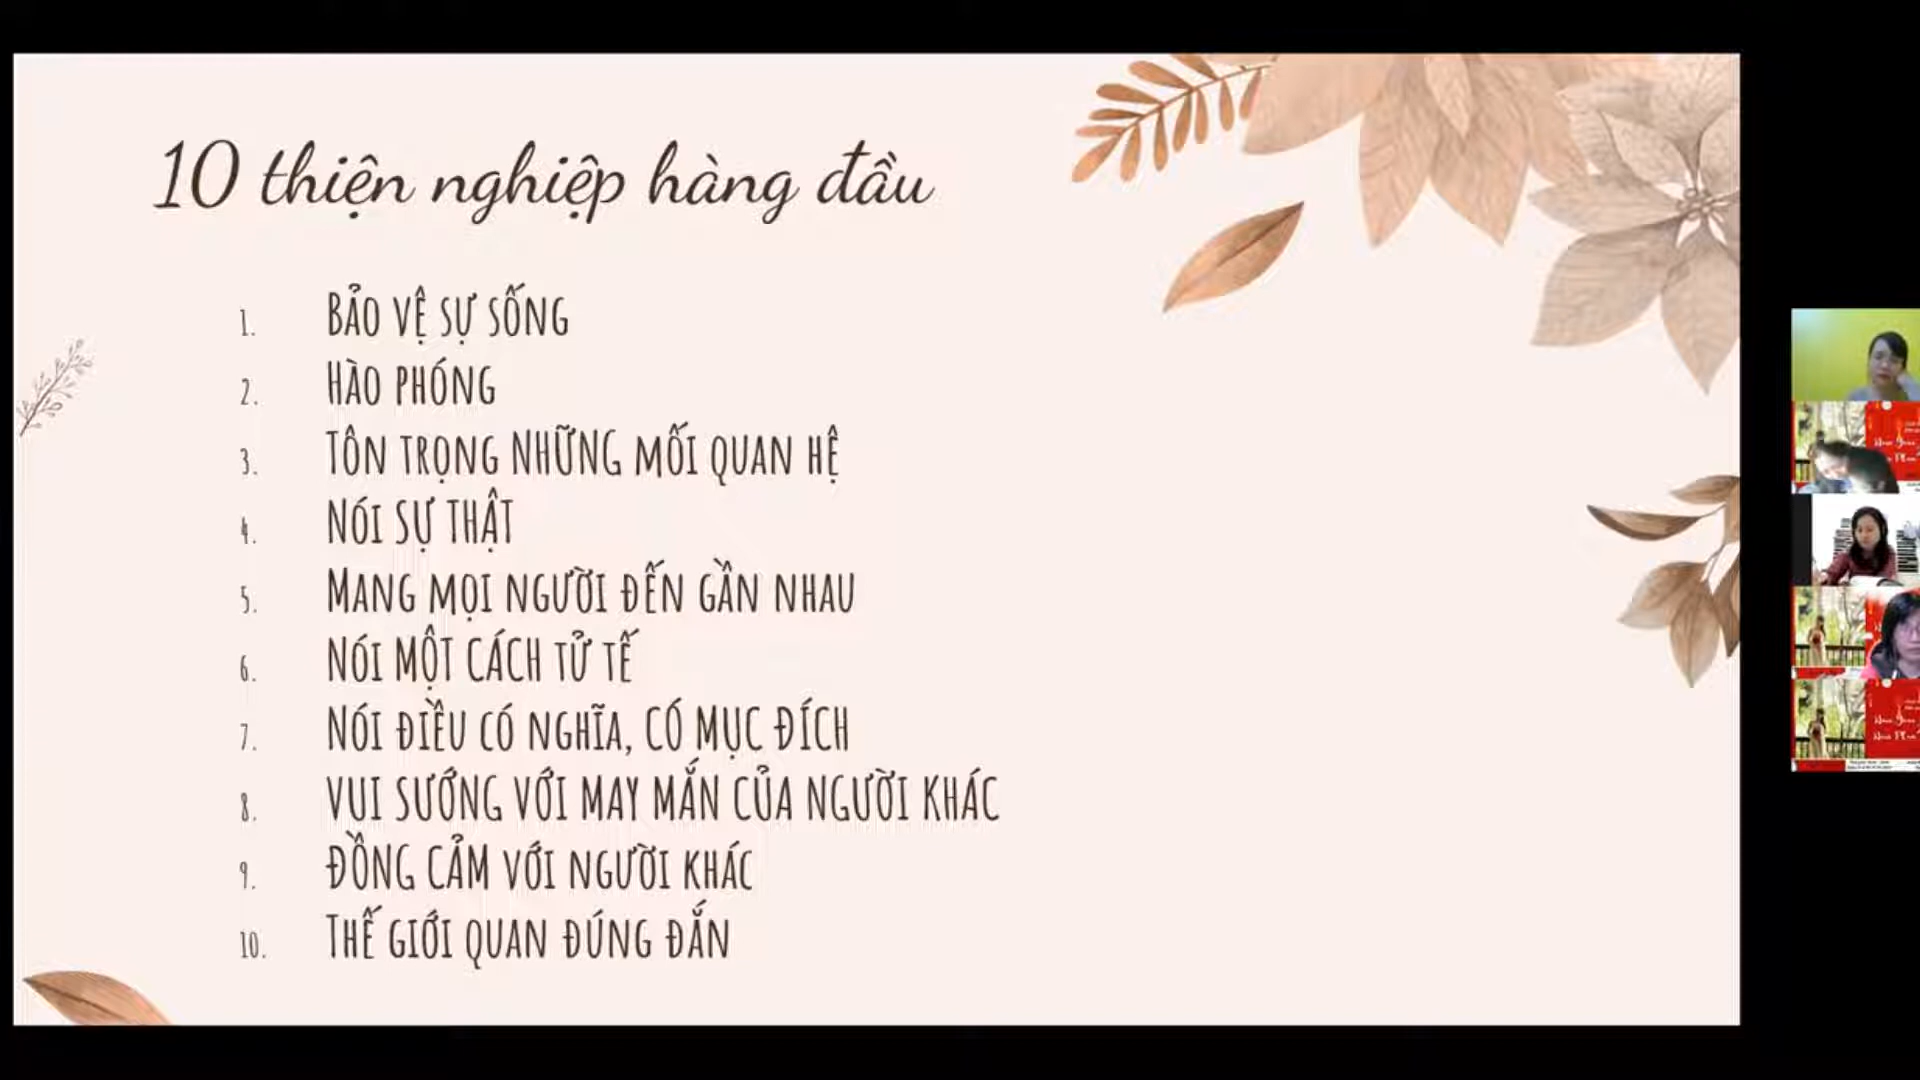 10 thiện nghiệp hàng đầu
1. BẢO VỆ SỰ SỐNG
2. HÀO PHÓNG
3. TÔN TRỌNG NHỮNG MỐI QUAN HỆ
4. NÓI SỰ THẬT
5. MANG MỌI NGƯỜI ĐẾN GẦN NHAU
6. NÓI MỘT CÁCH TỬ TẾ
7. NÓI ĐIỀU CÓ NGHĨA, CÓ MỤC ĐÍCH
8. VUI SƯỚNG VỚI MAY MẮN CỦA NGƯỜI KHÁC
9. ĐỒNG CẢM VỚI NGƯỜI KHÁC
10. THẾ GIỚI QUAN ĐÚNG ĐẮN